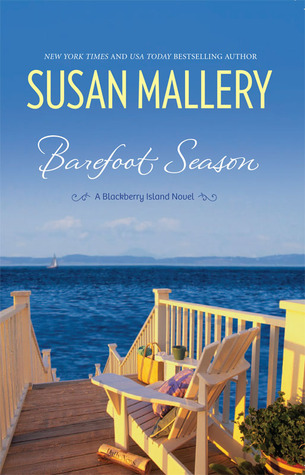 NEW YORK TIMES AND USA TODAY BESTSELLING AUTHOR
SUSAN MALLERY
Barefoot Season
A Blackberry Island Novel